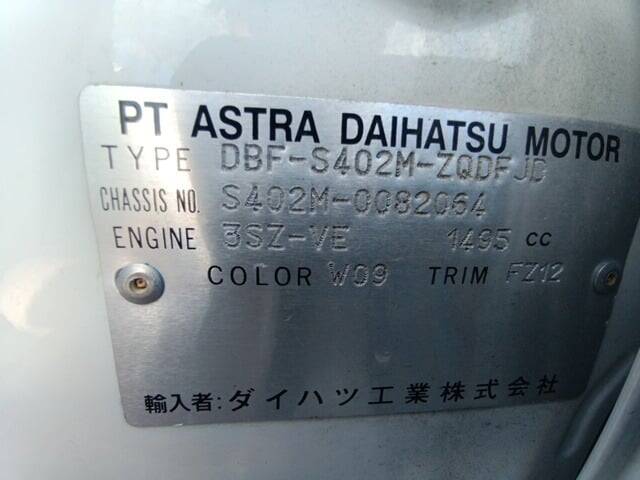 PT ASTRA DAIHATSU MOTOR
TYPE DBF-S402M-ZQDFJD
CHASSIS NO. S402M-0082064
ENGINE 3SZ-VE 1495 CC
COLOR W09 TRIM FZ12
輸入者: ダイハツ工業株式会社